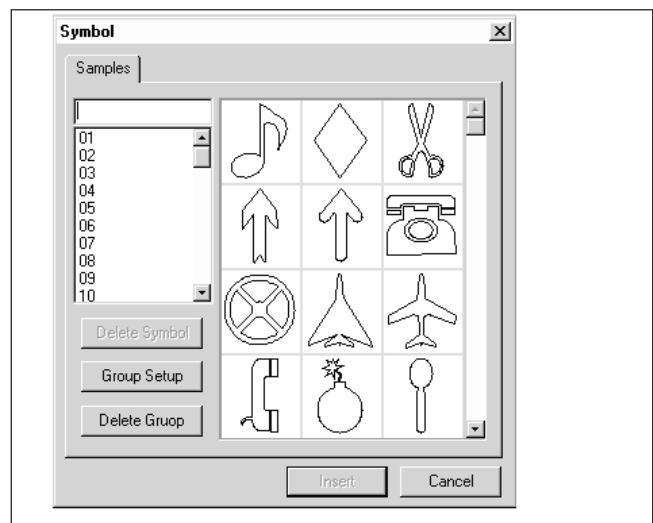 Symbol
Samples
01
02
03
04
05
06
07
08
09
10
Delete Symbol
Group Setup
Delete Gruop
Insert
Cancel